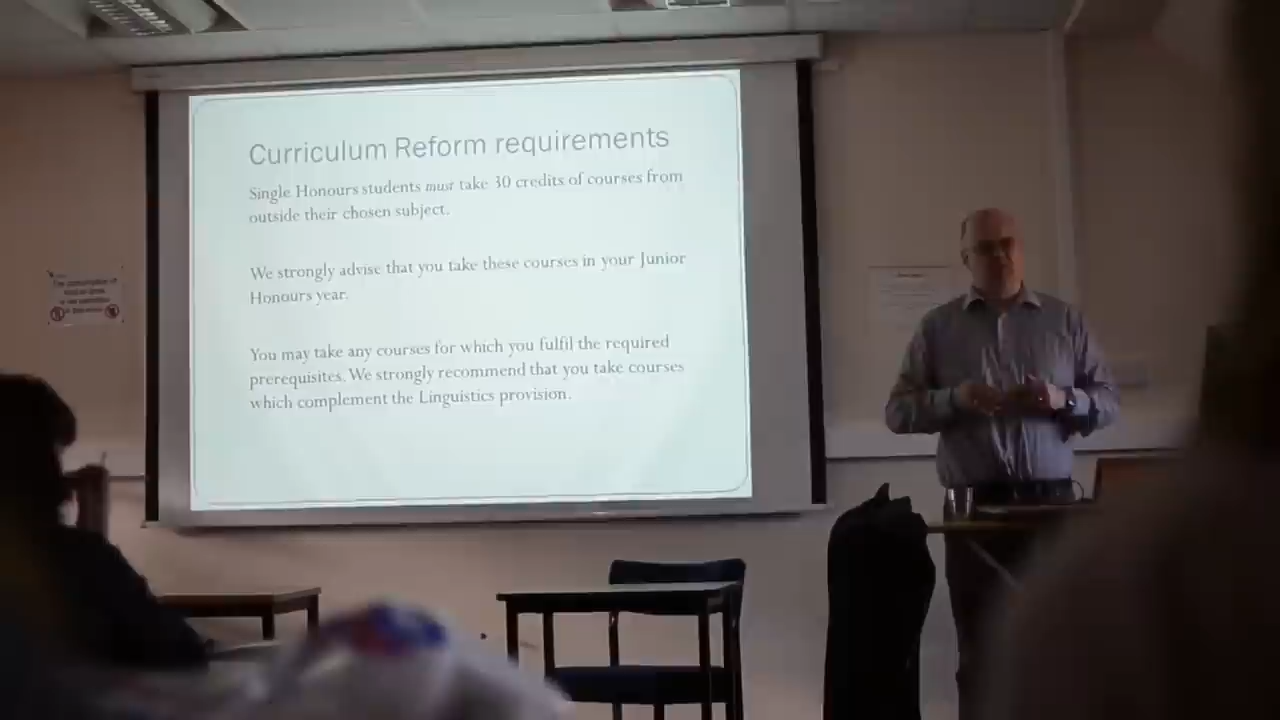 Curriculum Reform requirements
Single Honours students must take 30 credits of courses from
outside their chosen subject.
We strongly advise that you take these courses in your Junior
Honours year.
You may take any courses for which you fulfil the required
prerequisites. We strongly recommend that you take courses
which complement the Linguistics provision.